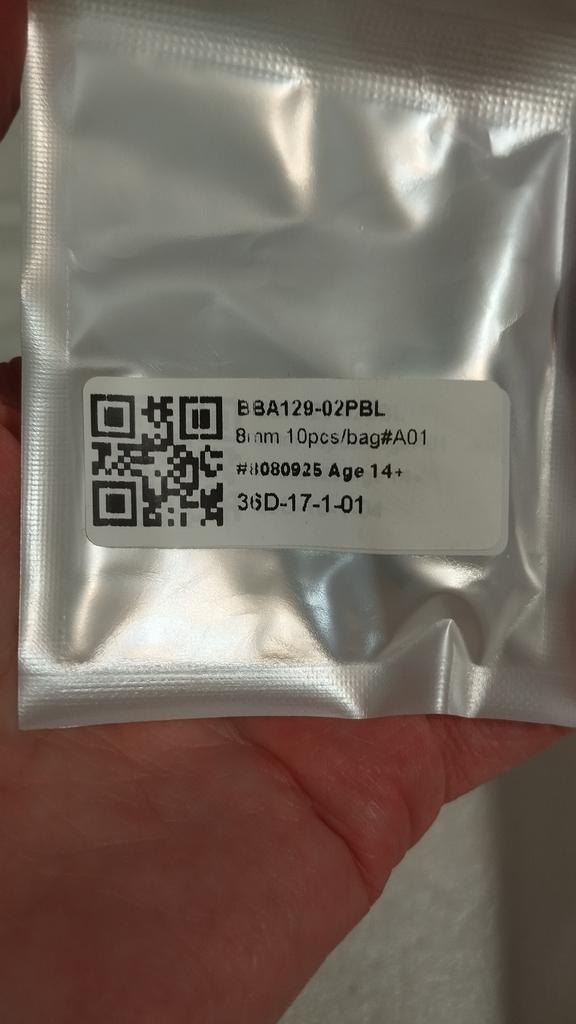 BBA129-02PBL
8mm 10pcs/bag#A01
#8080925 Age 14+
36D-17-1-01